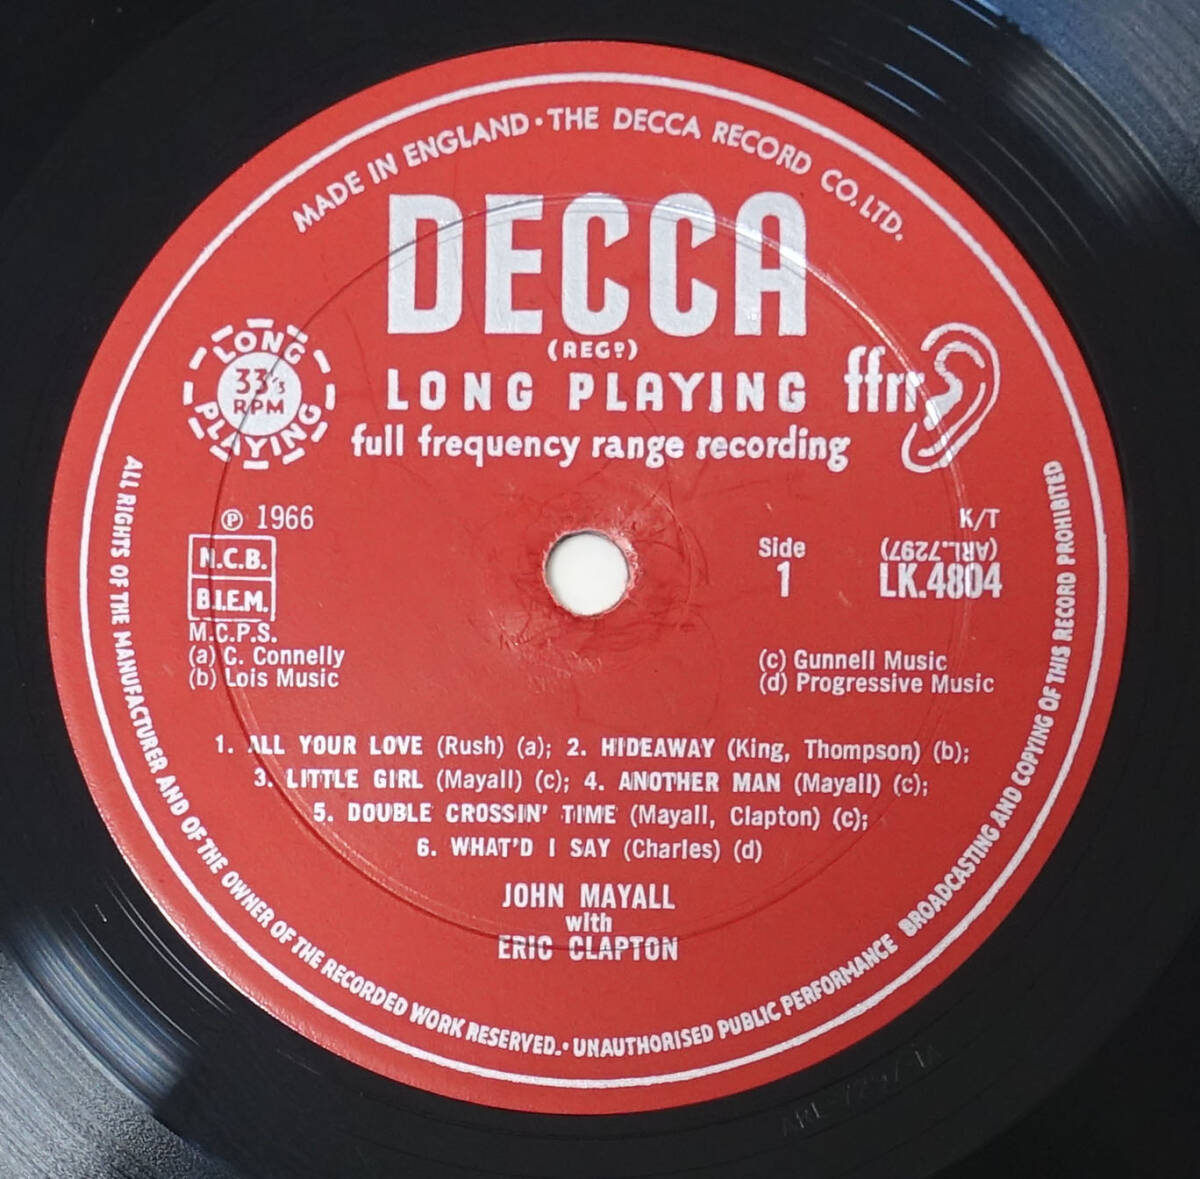 MADE IN ENGLAND · THE DECCA RECORD CO. LTD.
DECCA
(REGD)
LONG PLAYING
ffrr
full frequency range recording
LONG
33⅓
RPM
PLAYING
℗ 1966
N.C.B.
B.I.E.M.
M.C.P.S.
(a) C. Connelly
(b) Lois Music
Side
1
K/T
(ARL.7297)
LK.4804
(c) Gunnell Music
(d) Progressive Music
1. ALL YOUR LOVE (Rush) (a); 2. HIDEAWAY (King, Thompson) (b);
3. LITTLE GIRL (Mayall) (c); 4. ANOTHER MAN (Mayall) (c);
5. DOUBLE CROSSIN' TIME (Mayall, Clapton) (c);
6. WHAT'D I SAY (Charles) (d)
JOHN MAYALL
with
ERIC CLAPTON
ALL RIGHTS OF THE MANUFACTURER AND OF THE OWNER OF THE RECORDED WORK RESERVED. · UNAUTHORISED PUBLIC PERFORMANCE BROADCASTING AND COPYING OF THIS RECORD PROHIBITED